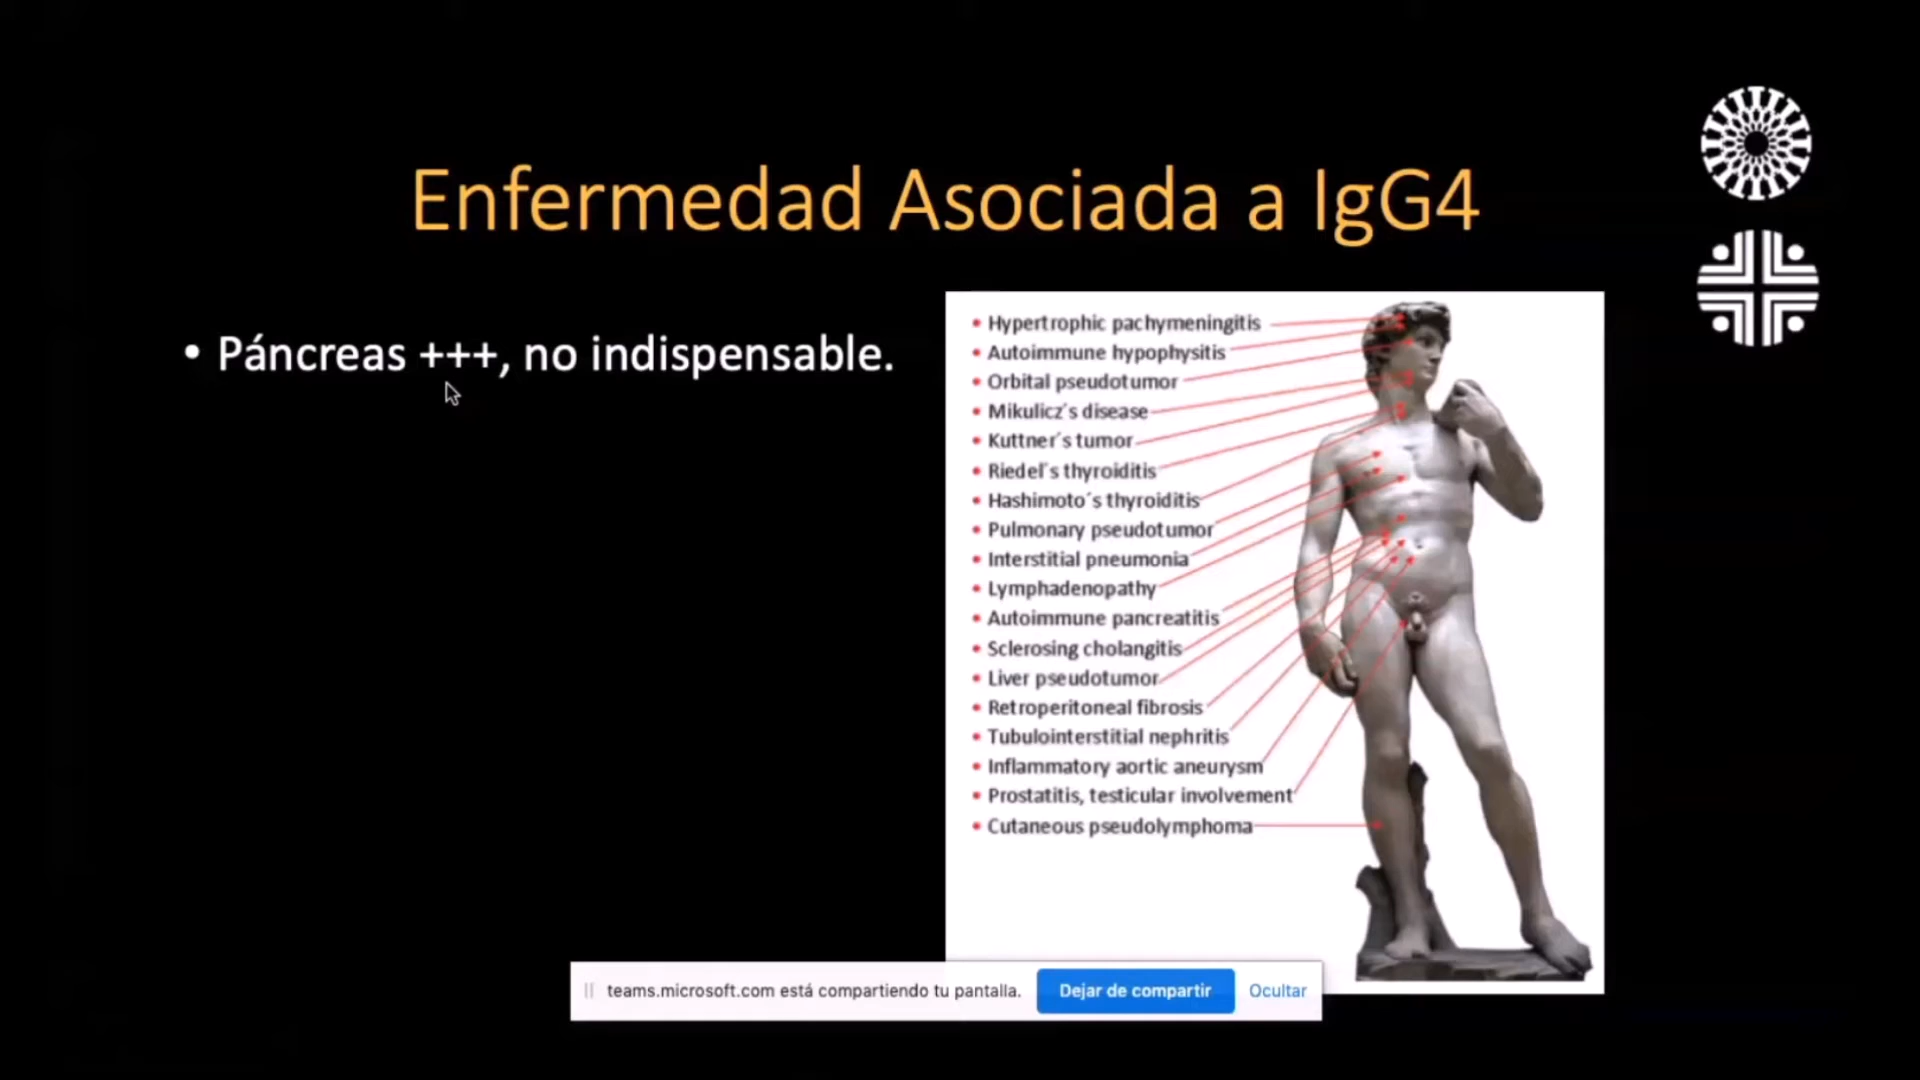 Enfermedad Asociada a IgG4
• Páncreas +++, no indispensable.
• Hypertrophic pachymeningitis
• Autoimmune hypophysitis
• Orbital pseudotumor
• Mikulicz´s disease
• Kuttner´s tumor
• Riedel´s thyroiditis
• Hashimoto´s thyroiditis
• Pulmonary pseudotumor
• Interstitial pneumonia
• Lymphadenopathy
• Autoimmune pancreatitis
• Sclerosing cholangitis
• Liver pseudotumor
• Retroperitoneal fibrosis
• Tubulointerstitial nephritis
• Inflammatory aortic aneurysm
• Prostatitis, testicular involvement
• Cutaneous pseudolymphoma
teams.microsoft.com está compartiendo tu pantalla. Dejar de compartir Ocultar